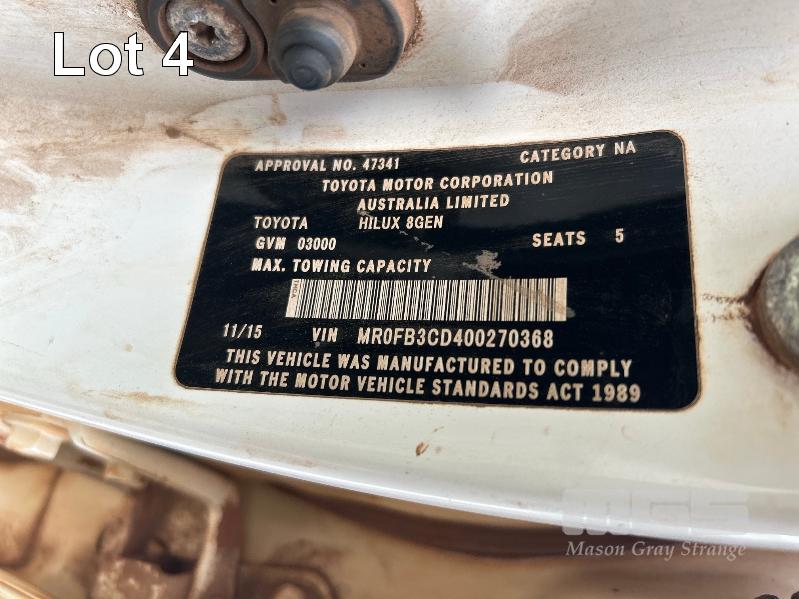 Lot 4
APPROVAL NO. 47341 CATEGORY NA
TOYOTA MOTOR CORPORATION
AUSTRALIA LIMITED
TOYOTA HILUX 8GEN
GVM 03000 SEATS 5
MAX. TOWING CAPACITY
11/15 VIN MR0FB3CD400270368
THIS VEHICLE WAS MANUFACTURED TO COMPLY
WITH THE MOTOR VEHICLE STANDARDS ACT 1989
MGS
Mason Gray Strange